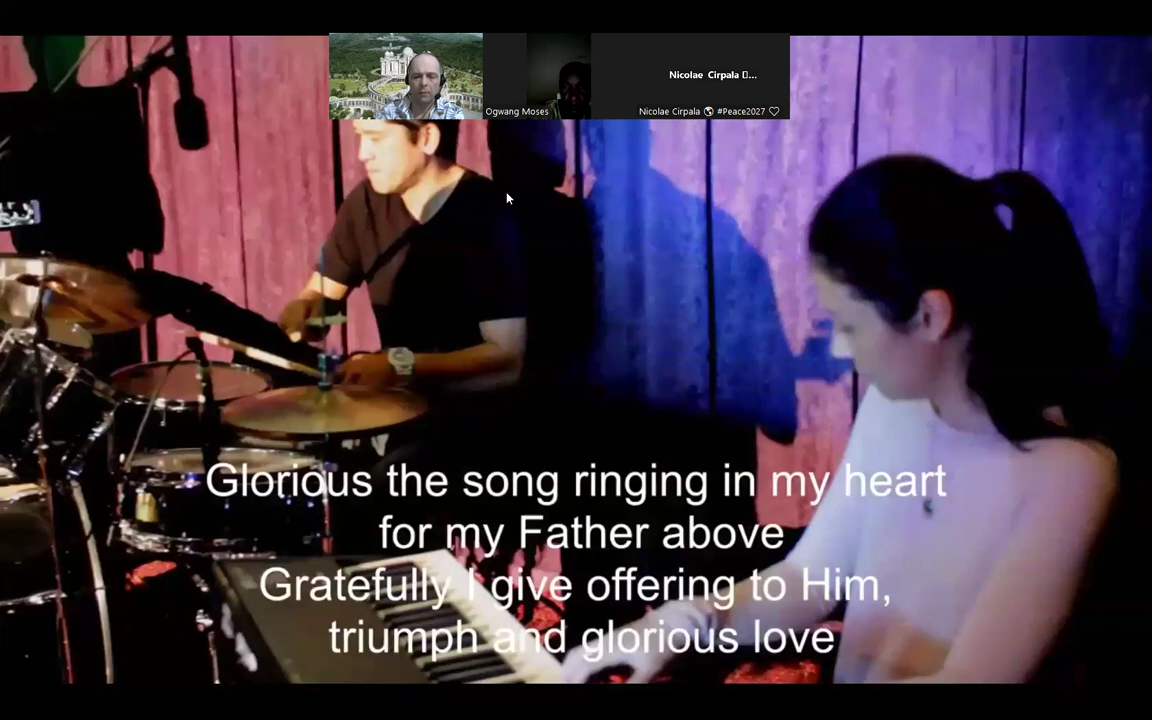 Nicolae Cirpala ▯...
Ogwang Moses
Nicolae Cirpala 🌎 #Peace2027 ♡
Glorious the song ringing in my heart
for my Father above
Gratefully I give offering to Him,
triumph and glorious love